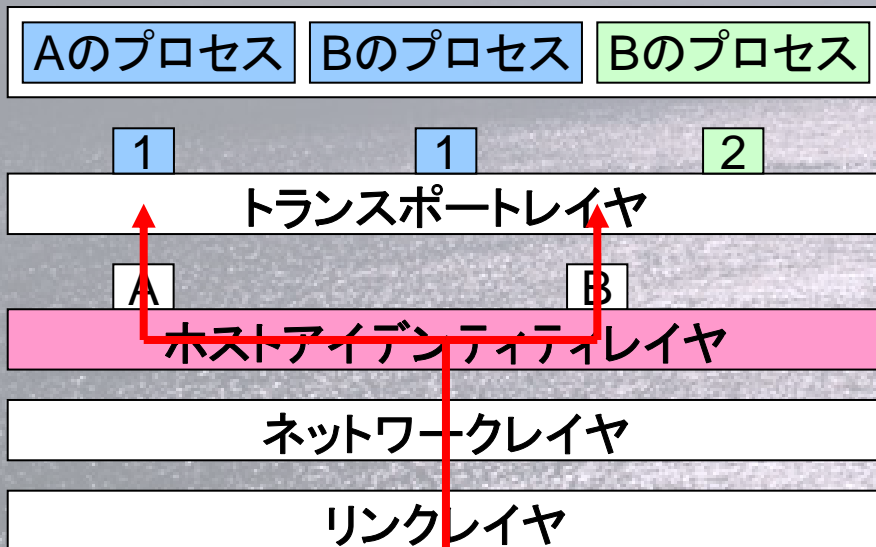 Aのプロセス Bのプロセス Bのプロセス
1 1 2
トランスポートレイヤ
A B
ホストアイデンティティレイヤ
ネットワークレイヤ
リンクレイヤ